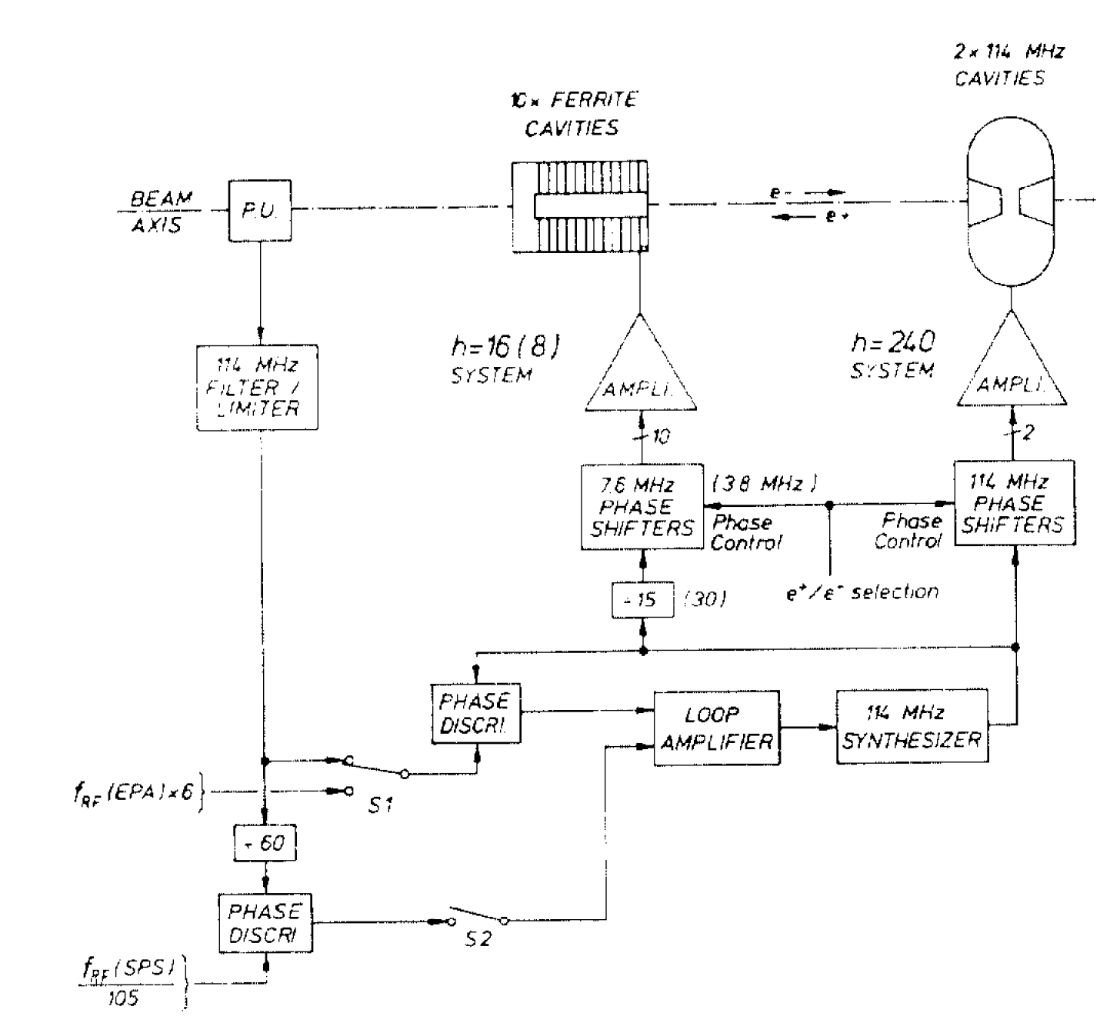 2 x 114 MHz
CAVITIES
10x FERRITE
CAVITIES
BEAM
AXIS
P.U.
e-
e+
114 MHz
FILTER /
LIMITER
h=16(8)
SYSTEM
AMPLI.
10
h=240
SYSTEM
AMPLI.
2
7.6 MHz
PHASE
SHIFTERS
(3.8 MHz)
Phase
Control
Phase
Control
114 MHz
PHASE
SHIFTERS
e+/e- selection
÷15
(30)
PHASE
DISCRI.
LOOP
AMPLIFIER
114 MHz
SYNTHESIZER
fRF (EPA)x6}
S1
÷60
PHASE
DISCRI
S2
fRF (SPS)
105